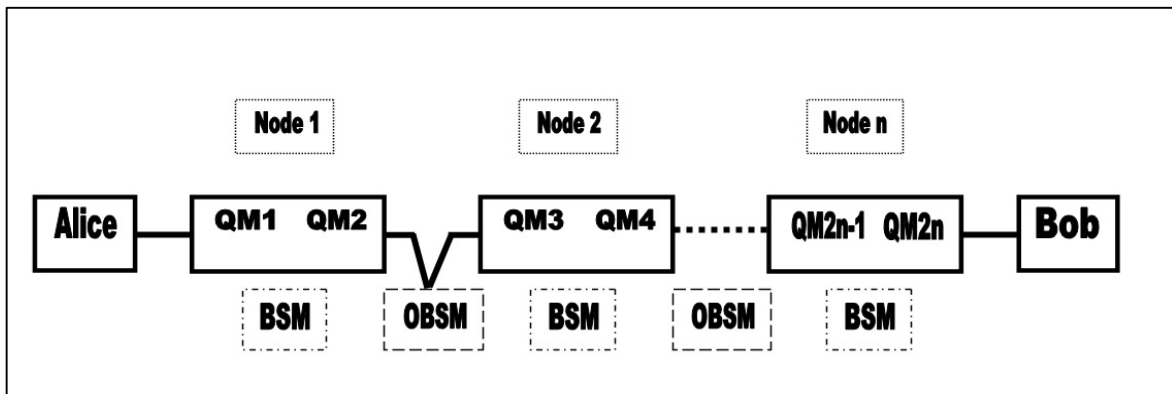 Node 1 Node 2 Node n
Alice QM1 QM2 QM3 QM4 QM2n-1 QM2n Bob
BSM OBSM BSM OBSM BSM